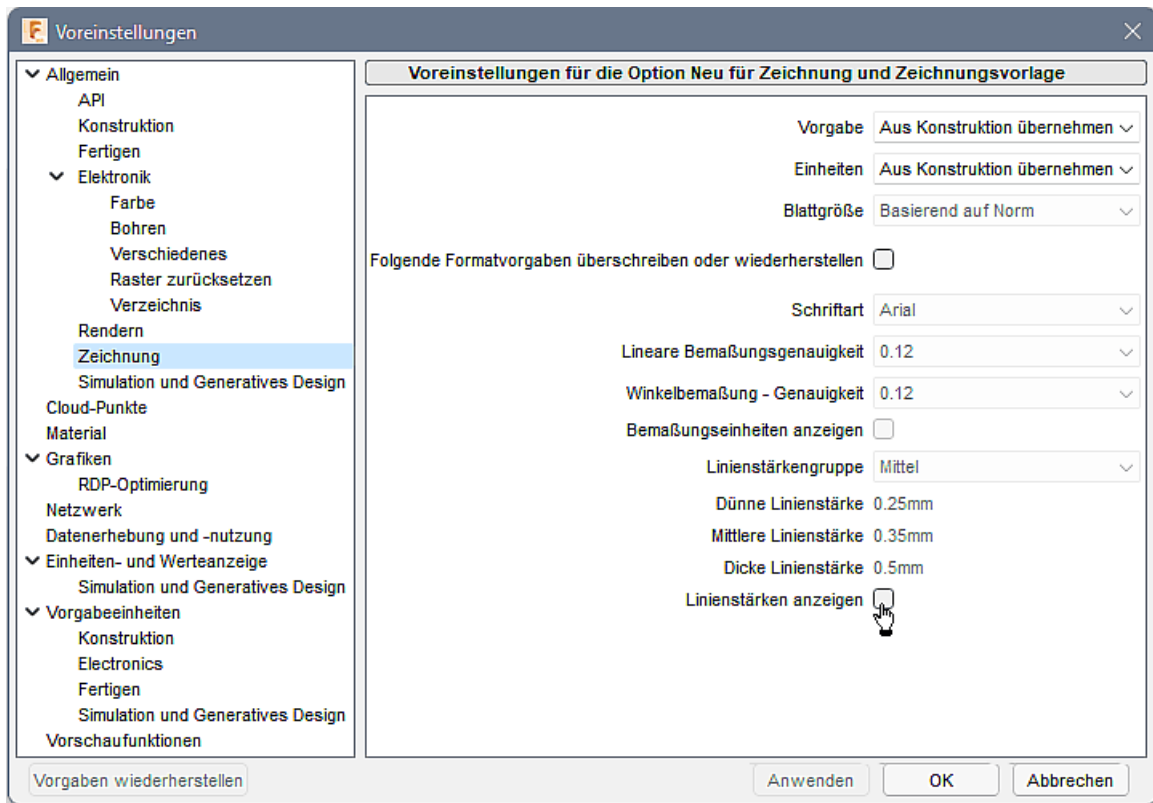 Voreinstellungen
Allgemein
API
Konstruktion
Fertigen
Elektronik
Farbe
Bohren
Verschiedenes
Raster zurücksetzen
Verzeichnis
Rendern
Zeichnung
Simulation und Generatives Design
Cloud-Punkte
Material
Grafiken
RDP-Optimierung
Netzwerk
Datenerhebung und -nutzung
Einheiten- und Werteanzeige
Simulation und Generatives Design
Vorgabeeinheiten
Konstruktion
Electronics
Fertigen
Simulation und Generatives Design
Vorschaufunktionen
Voreinstellungen für die Option Neu für Zeichnung und Zeichnungsvorlage
Vorgabe Aus Konstruktion übernehmen
Einheiten Aus Konstruktion übernehmen
Blattgröße Basierend auf Norm
Folgende Formatvorgaben überschreiben oder wiederherstellen
Schriftart Arial
Lineare Bemaßungsgenauigkeit 0.12
Winkelbemaßung - Genauigkeit 0.12
Bemaßungseinheiten anzeigen
Linienstärkengruppe Mittel
Dünne Linienstärke 0.25mm
Mittlere Linienstärke 0.35mm
Dicke Linienstärke 0.5mm
Linienstärken anzeigen
Vorgaben wiederherstellen
Anwenden
OK
Abbrechen